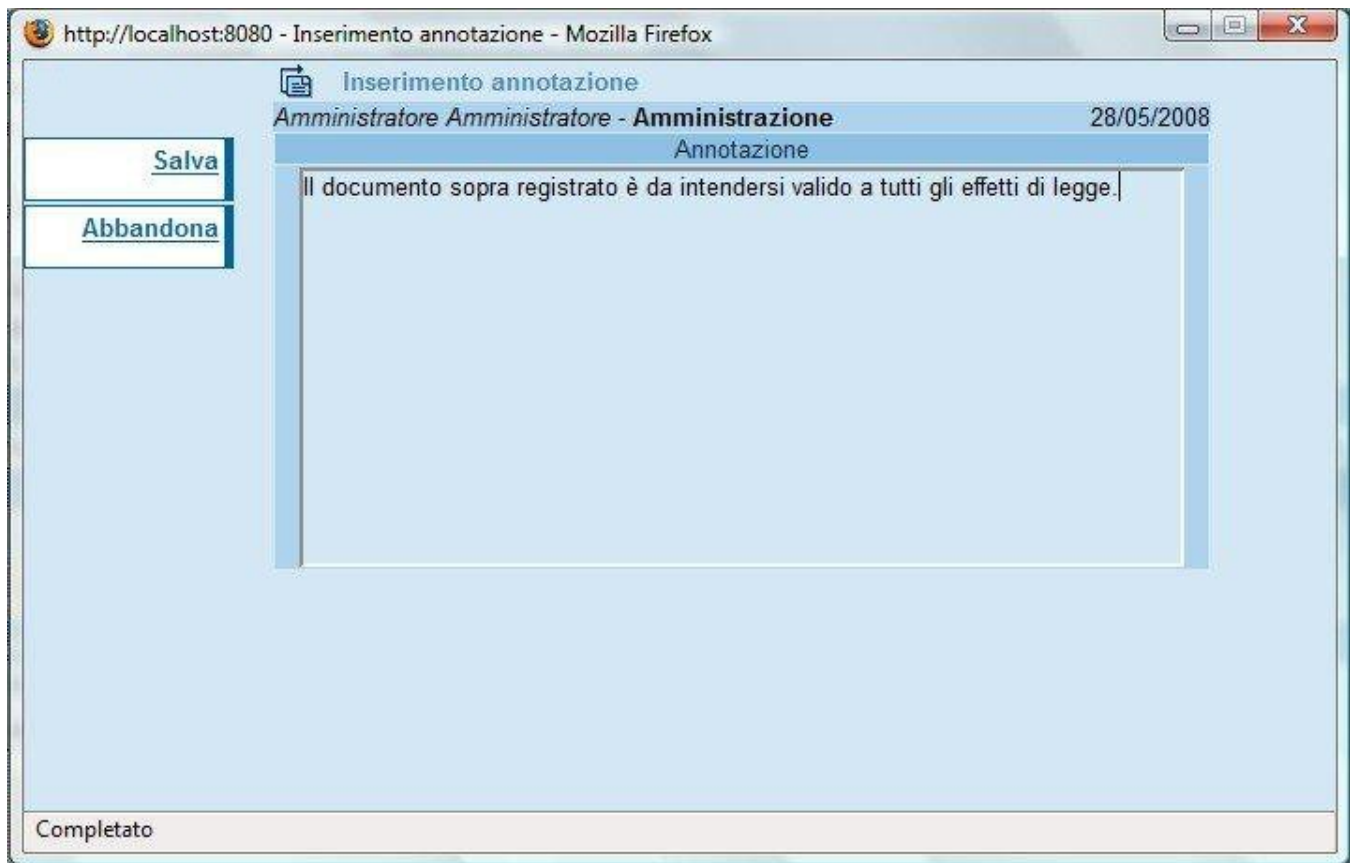 http://localhost:8080 - Inserimento annotazione - Mozilla Firefox
Inserimento annotazione
Amministratore Amministratore - Amministrazione 28/05/2008
Salva
Abbandona
Annotazione
Il documento sopra registrato è da intendersi valido a tutti gli effetti di legge.
Completato